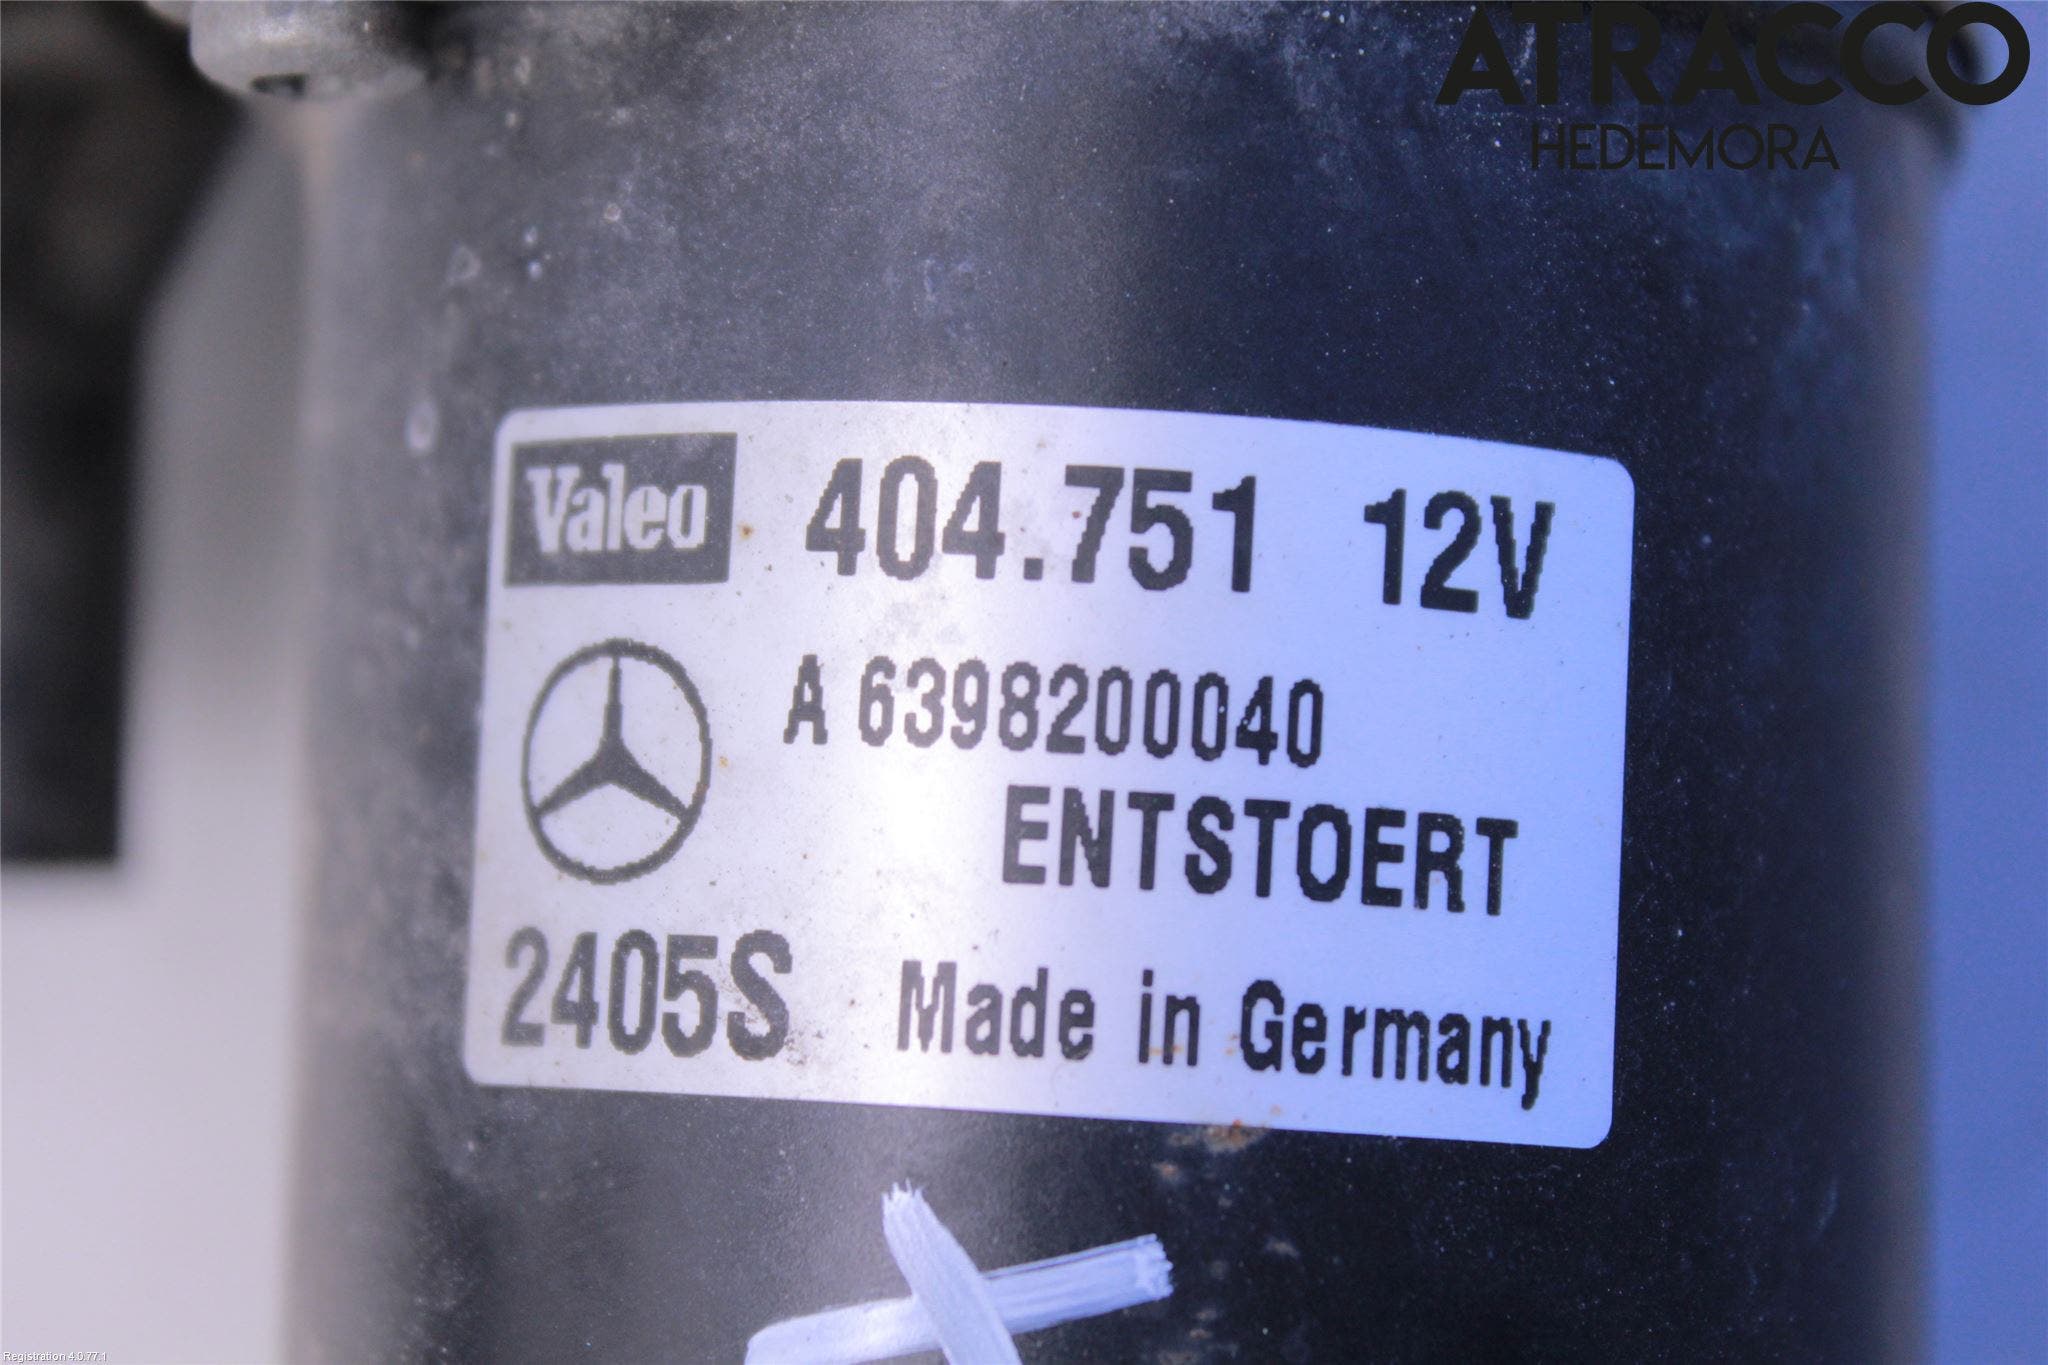 ATRACCO
HEDEMORA
Valeo 404.751 12V
A 6398200040
ENTSTOERT
2405S Made in Germany
Registration 4.0.77.1